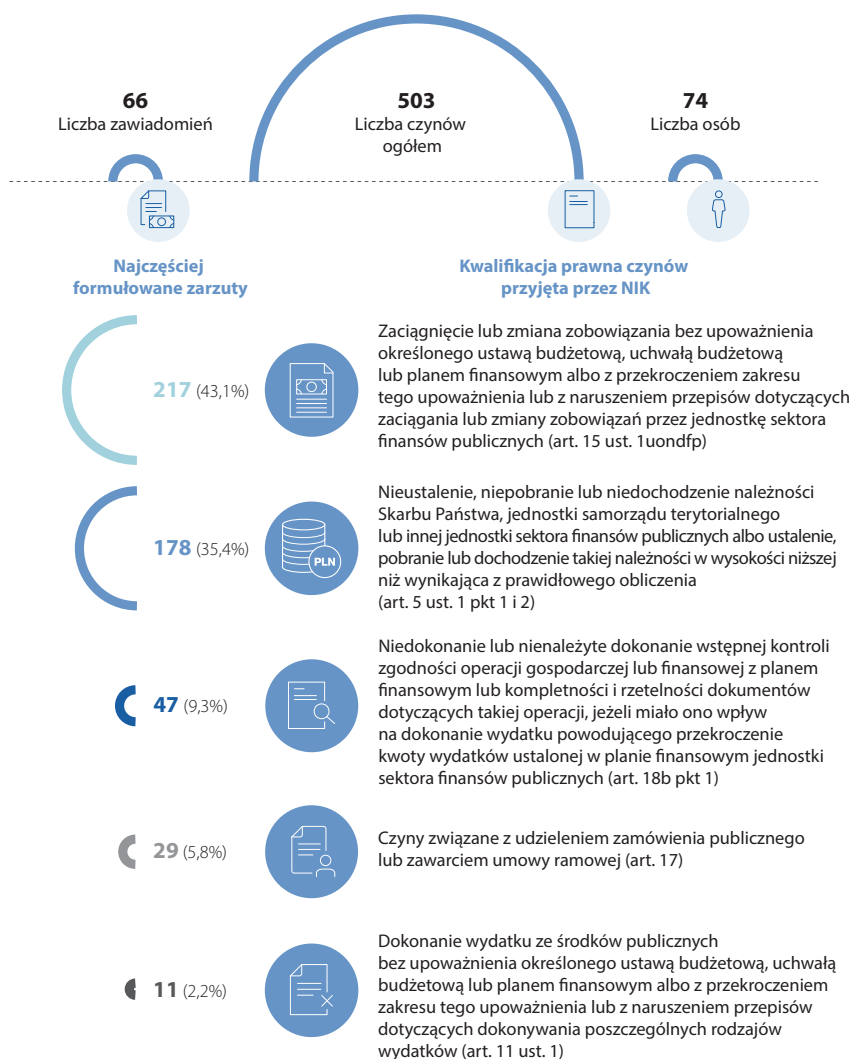 66
Liczba zawiadomień
503
Liczba czynów
ogółem
74
Liczba osób
Najczęściej
formułowane zarzuty
Kwalifikacja prawna czynów
przyjęta przez NIK
217 (43,1%)
Zaciągnięcie lub zmiana zobowiązania bez upoważnienia
określonego ustawą budżetową, uchwałą budżetową
lub planem finansowym albo z przekroczeniem zakresu
tego upoważnienia lub z naruszeniem przepisów dotyczących
zaciągania lub zmiany zobowiązań przez jednostkę sektora
finansów publicznych (art. 15 ust. 1uondfp)
178 (35,4%)
PLN
Nieustalenie, niepobranie lub niedochodzenie należności
Skarbu Państwa, jednostki samorządu terytorialnego
lub innej jednostki sektora finansów publicznych albo ustalenie,
pobranie lub dochodzenie takiej należności w wysokości niższej
niż wynikająca z prawidłowego obliczenia
(art. 5 ust. 1 pkt 1 i 2)
47 (9,3%)
Niedokonanie lub nienależyte dokonanie wstępnej kontroli
zgodności operacji gospodarczej lub finansowej z planem
finansowym lub kompletności i rzetelności dokumentów
dotyczących takiej operacji, jeżeli miało ono wpływ
na dokonanie wydatku powodującego przekroczenie
kwoty wydatków ustalonej w planie finansowym jednostki
sektora finansów publicznych (art. 18b pkt 1)
29 (5,8%)
Czyny związane z udzieleniem zamówienia publicznego
lub zawarciem umowy ramowej (art. 17)
11 (2,2%)
Dokonanie wydatku ze środków publicznych
bez upoważnienia określonego ustawą budżetową, uchwałą
budżetową lub planem finansowym albo z przekroczeniem
zakresu tego upoważnienia lub z naruszeniem przepisów
dotyczących dokonywania poszczególnych rodzajów
wydatków (art. 11 ust. 1)